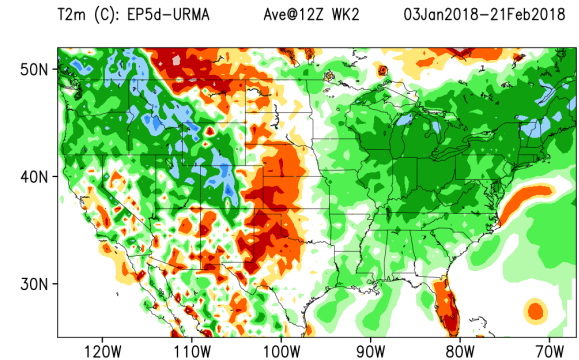 T2m (C): EP5d-URMA Ave@12Z WK2 03Jan2018-21Feb2018
50N
40N
30N
120W 110W 100W 90W 80W 70W